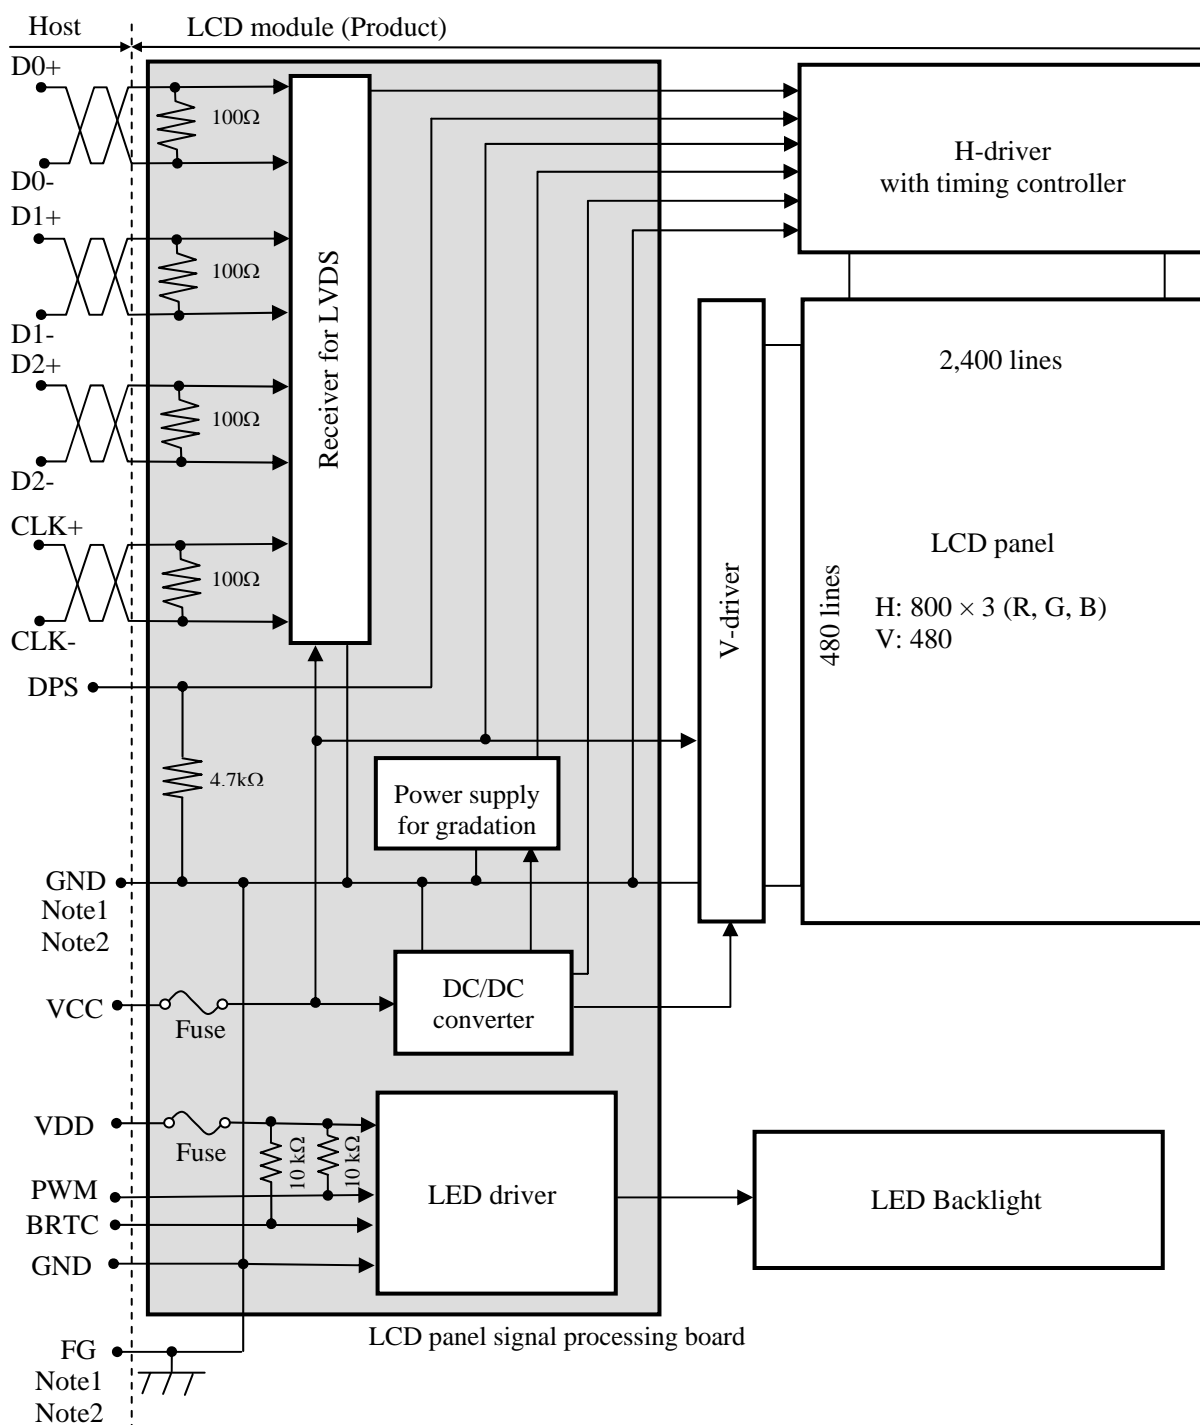 Host
LCD module (Product)
D0+
100Ω
D0-
D1+
100Ω
D1-
D2+
100Ω
D2-
CLK+
100Ω
CLK-
Receiver for LVDS
H-driver
with timing controller
2,400 lines
LCD panel
H: 800 × 3 (R, G, B)
V: 480
480 lines
V-driver
DPS
4.7kΩ
Power supply
for gradation
GND
Note1
Note2
VCC
Fuse
DC/DC
converter
VDD
Fuse
10 kΩ
10 kΩ
PWM
BRTC
GND
LED driver
LED Backlight
LCD panel signal processing board
FG
Note1
Note2